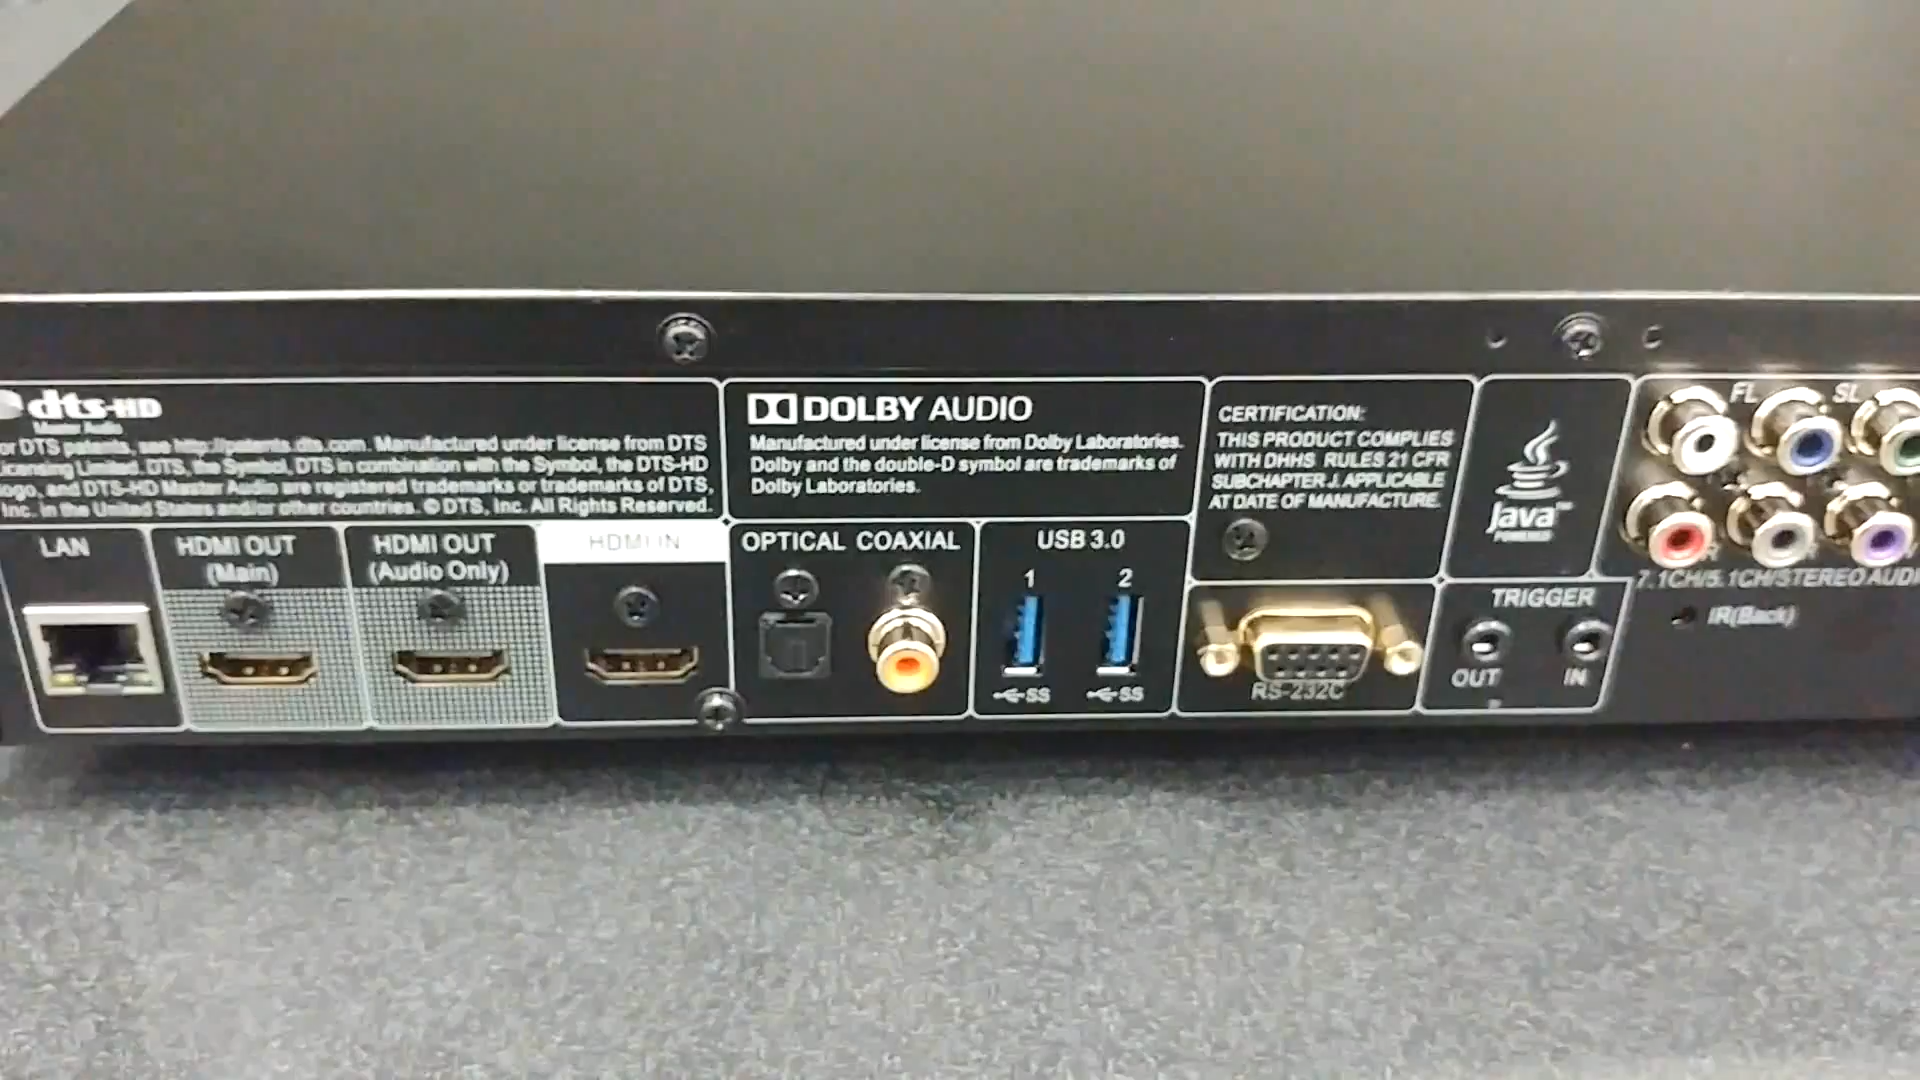 dts-HD
Master Audio
or DTS patents, see http://patents.dts.com. Manufactured under license from DTS
Licensing Limited. DTS, the Symbol, DTS in combination with the Symbol, the DTS-HD
logo, and DTS-HD Master Audio are registered trademarks or trademarks of DTS,
Inc. in the United States and/or other countries. © DTS, Inc. All Rights Reserved.
DOLBY AUDIO
Manufactured under license from Dolby Laboratories.
Dolby and the double-D symbol are trademarks of
Dolby Laboratories.
CERTIFICATION:
THIS PRODUCT COMPLIES
WITH DHHS RULES 21 CFR
SUBCHAPTER J. APPLICABLE
AT DATE OF MANUFACTURE.
Java™
POWERED
FL
SL
R
R
7.1CH/5.1CH/STEREO AUDI
IR(Back)
LAN
HDMI OUT
(Main)
HDMI OUT
(Audio Only)
HDMI IN
OPTICAL COAXIAL
USB 3.0
1
2
SS
SS
RS-232C
TRIGGER
OUT
IN